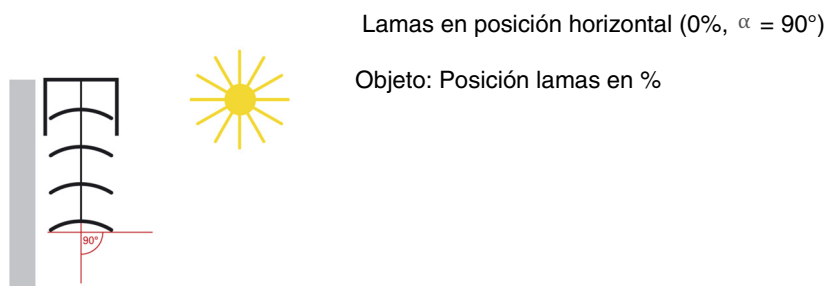 Lamas en posición horizontal (0%, α = 90°)
Objeto: Posición lamas en %
90°